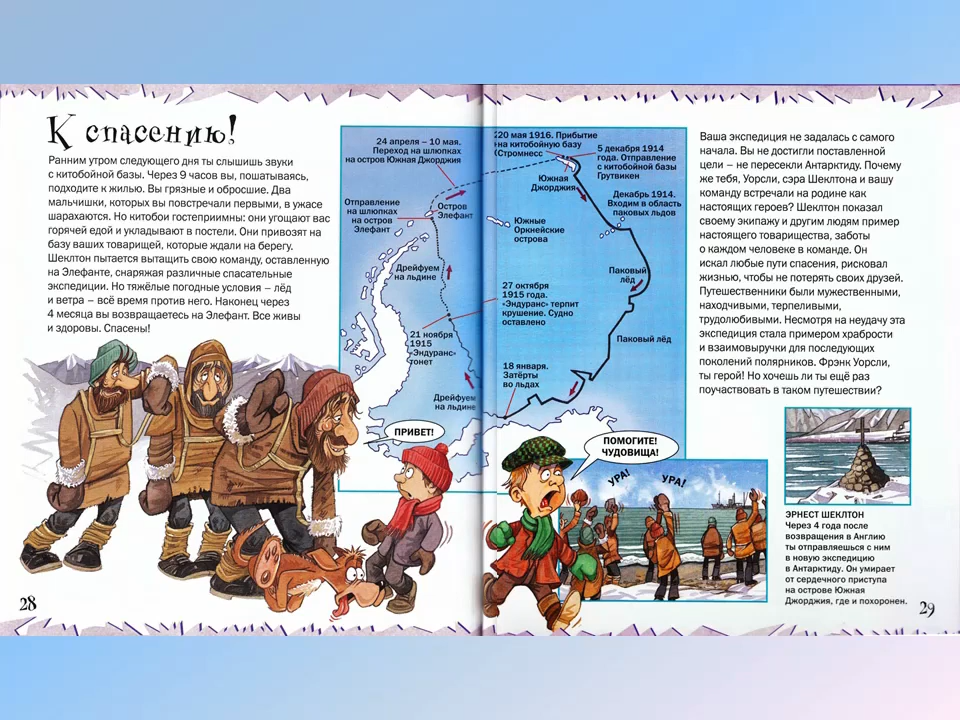 К спасению!
Ранним утром следующего дня ты слышишь звуки
с китобойной базы. Через 9 часов вы, пошатываясь,
подходите к жилью. Вы грязные и обросшие. Два
мальчишки, которых вы повстречали первыми, в ужасе
шарахаются. Но китобои гостеприимны: они угощают вас
горячей едой и укладывают в постели. Они привозят на
базу ваших товарищей, которые ждали на берегу.
Шеклтон пытается вытащить свою команду, оставленную
на Элефанте, снаряжая различные спасательные
экспедиции. Но тяжёлые погодные условия – лёд
и ветра – всё время против него. Наконец через
4 месяца вы возвращаетесь на Элефант. Все живы
и здоровы. Спасены!
24 апреля – 10 мая.
Переход на шлюпках
на остров Южная Джорджия
Отправление
на шлюпках
на остров
Элефант
Остров
Элефант
Дрейфуем
на льдине
21 ноября
1915
«Эндуранс»
тонет
Дрейфуем
на льдине
20 мая 1916. Прибытие
на китобойную базу
Стромнесс
5 декабря 1914
года. Отправление
с китобойной базы
Грутвикен
Южная
Джорджия
Декабрь 1914.
Входим в область
паковых льдов
Южные
Оркнейские
острова
Паковый
лёд
27 октября
1915 года.
«Эндуранс» терпит
крушение. Судно
оставлено
Паковый лёд
18 января.
Затёрты
во льдах
ПРИВЕТ!
ПОМОГИТЕ!
ЧУДОВИЩА!
УРА!
УРА!
Ваша экспедиция не задалась с самого
начала. Вы не достигли поставленной
цели – не пересекли Антарктиду. Почему
же тебя, Уорсли, сэра Шеклтона и вашу
команду встречали на родине как
настоящих героев? Шеклтон показал
своему экипажу и другим людям пример
настоящего товарищества, заботы
о каждом человеке в команде. Он
искал любые пути спасения, рисковал
жизнью, чтобы не потерять своих друзей.
Путешественники были мужественными,
находчивыми, терпеливыми,
трудолюбивыми. Несмотря на неудачу эта
экспедиция стала примером храбрости
и взаимовыручки для последующих
поколений полярников. Фрэнк Уорсли,
ты герой! Но хочешь ли ты ещё раз
поучаствовать в таком путешествии?
ЭРНЕСТ ШЕКЛТОН
Через 4 года после
возвращения в Англию
ты отправляешься с ним
в новую экспедицию
в Антарктиду. Он умирает
от сердечного приступа
на острове Южная
Джорджия, где и похоронен.
28
29